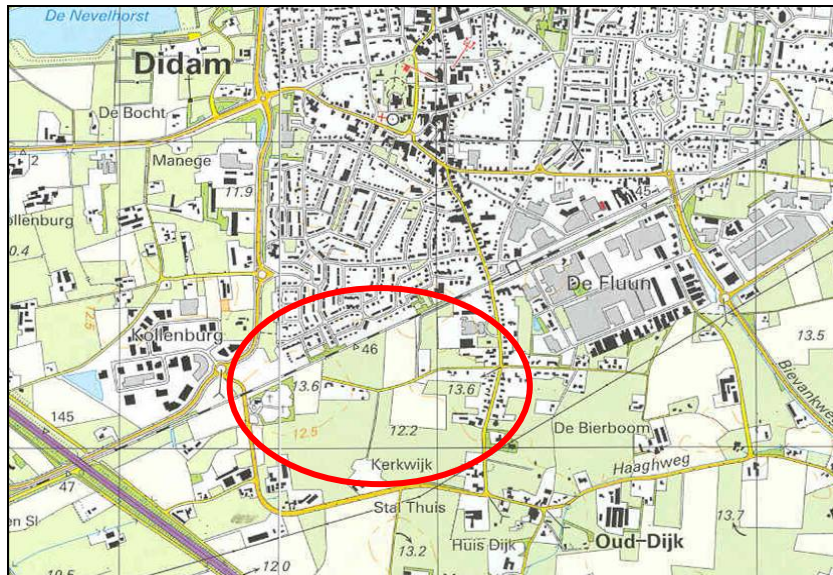 De Nevelhorst
Didam
De Bocht
2
Manege
11.9
45
ollenburg
0.4
De Fluun
12.5
Kollenburg
46
13.5
13.6
13.6
Bievankweg
145
12.5
12.2
De Bierboom
Kerkwijk
Haaghweg
47
Stal Thuis
en Sl
13.7
Huis Dijk
Oud-Dijk
13.2
12.0
10.5